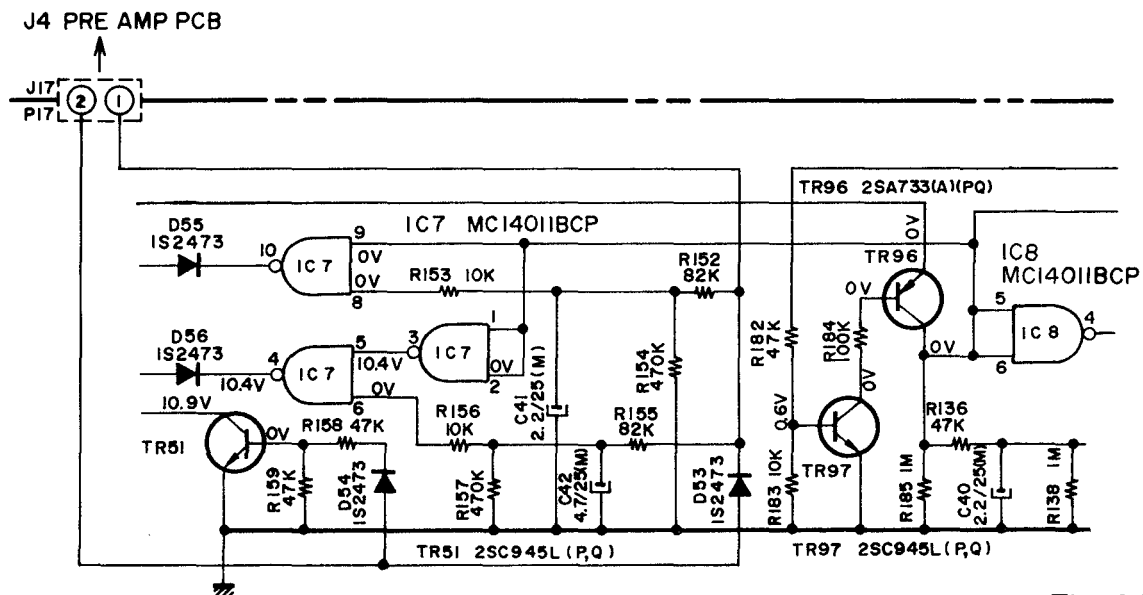 J4 PRE AMP PCB
J17
P17
2
1
TR96 2SA733(A)(PQ)
D55
1S2473
10
IC7
9
0V
0V
8
IC7 MC14011BCP
R153 10K
R152
82K
0V
TR96
0V
IC8
MC14011BCP
5
6
IC8
4
D56
1S2473
4
10.4V
IC7
5
10.4V
0V
6
3
IC7
1
0V
2
C41
2.2/25(M)
R154
470K
R182
47K
R184
100K
0V
0V
10.9V
TR51
0V
R158 47K
R159
47K
D54
1S2473
R156
10K
R157
470K
C42
4.7/25(M)
R155
82K
D53
1S2473
0.6V
R183 10K
TR97
R185 1M
R136
47K
C40
2.2/25(M)
R138 1M
TR51 2SC945L (P,Q)
TR97 2SC945L (P,Q)